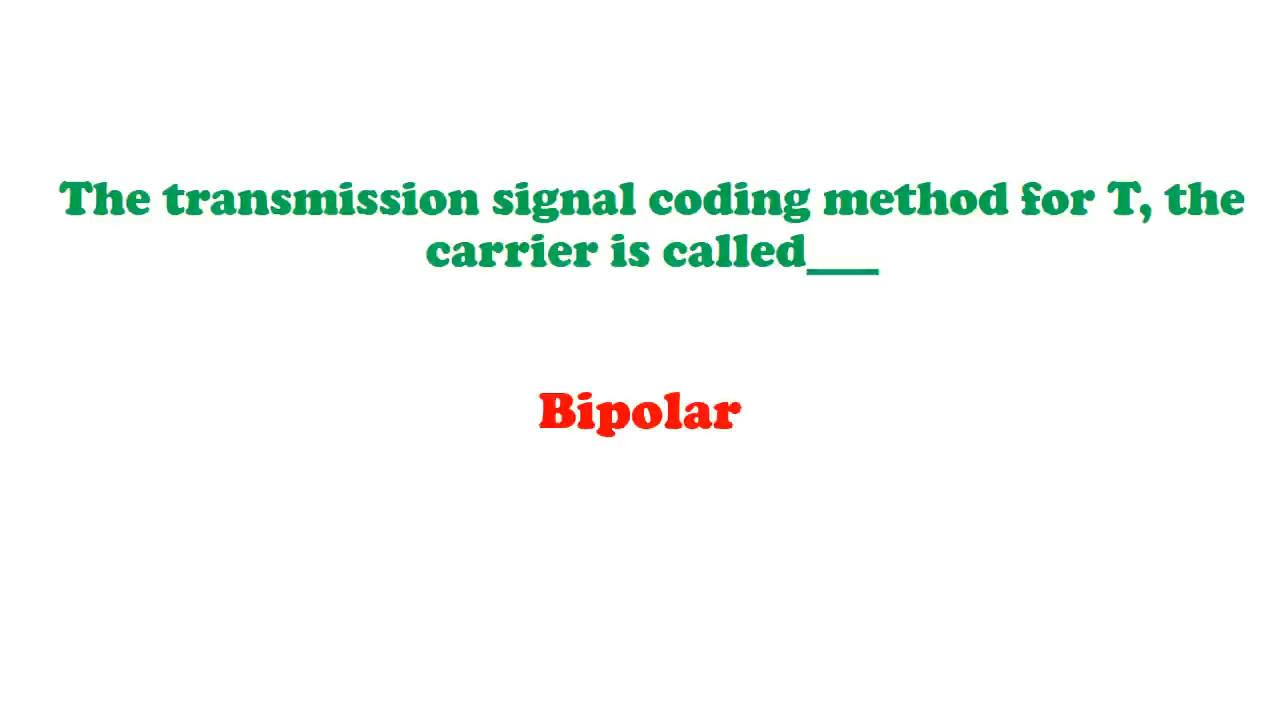 The transmission signal coding method for T, the
carrier is called___
Bipolar